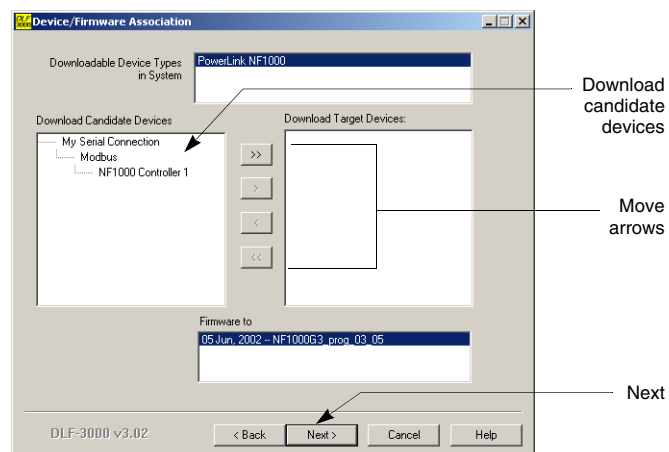 DLF-
3000
Device/Firmware Association
Downloadable Device Types
in System
PowerLink NF1000
Download
candidate
devices
Download Candidate Devices
Download Target Devices:
My Serial Connection
Modbus
NF1000 Controller 1
>>
>
<
<<
Move
arrows
Firmware to
05 Jun, 2002 -- NF1000G3_prog_03_05
Next
DLF-3000 v3.02
< Back
Next >
Cancel
Help